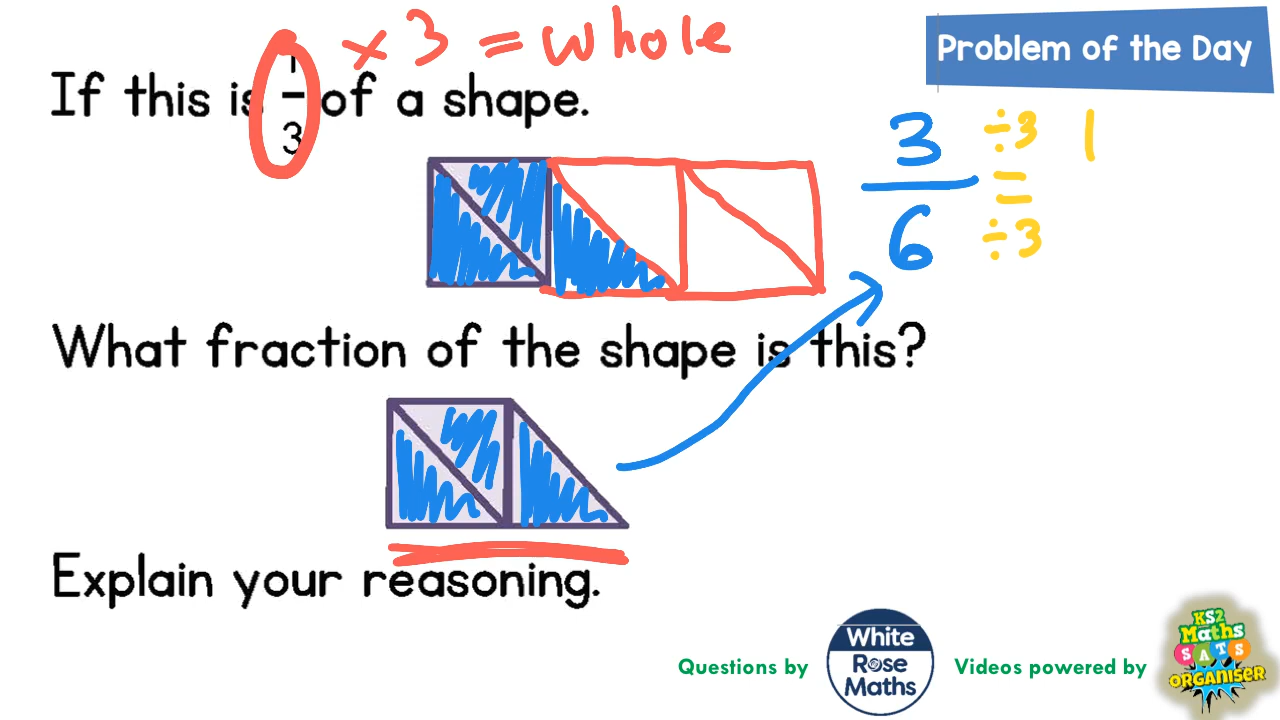 × 3 = whole
Problem of the Day
If this is 1/3 of a shape.
3/6 ÷3 = ÷3 1
What fraction of the shape is this?
Explain your reasoning.
Questions by
White
Rose
Maths
Videos powered by
KS2
Maths
SATS
ORGANISER